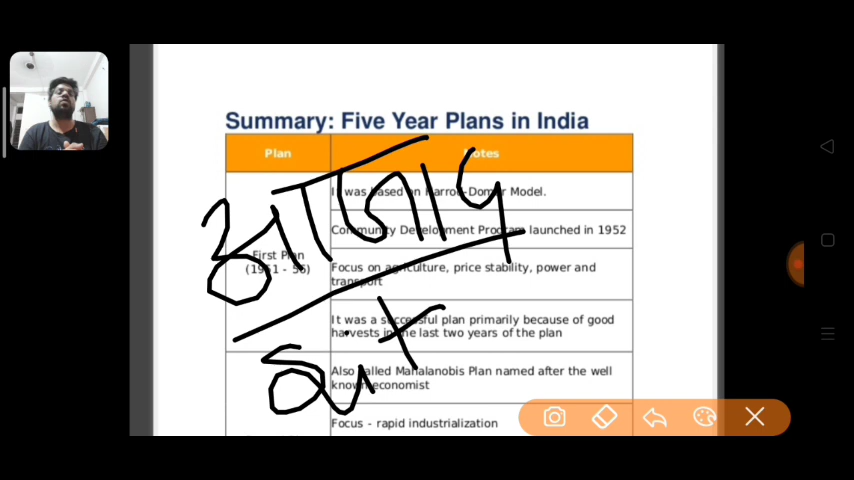 Summary: Five Year Plans in India
Plan
Notes
It was based on Harrod-Domar Model.
Community Development Program launched in 1952
First Plan
(1951 - 56)
Focus on agriculture, price stability, power and
transport
It was a successful plan primarily because of good
harvests in the last two years of the plan
Also called Mahalanobis Plan named after the well
known economist
Focus - rapid industrialization